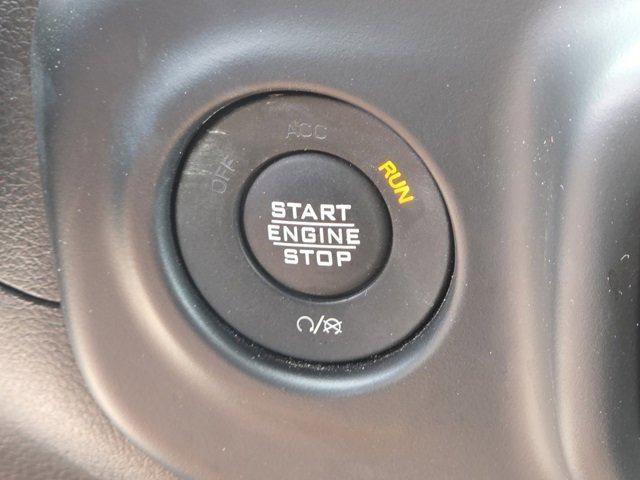 OFF
ACC
RUN
START
ENGINE
STOP